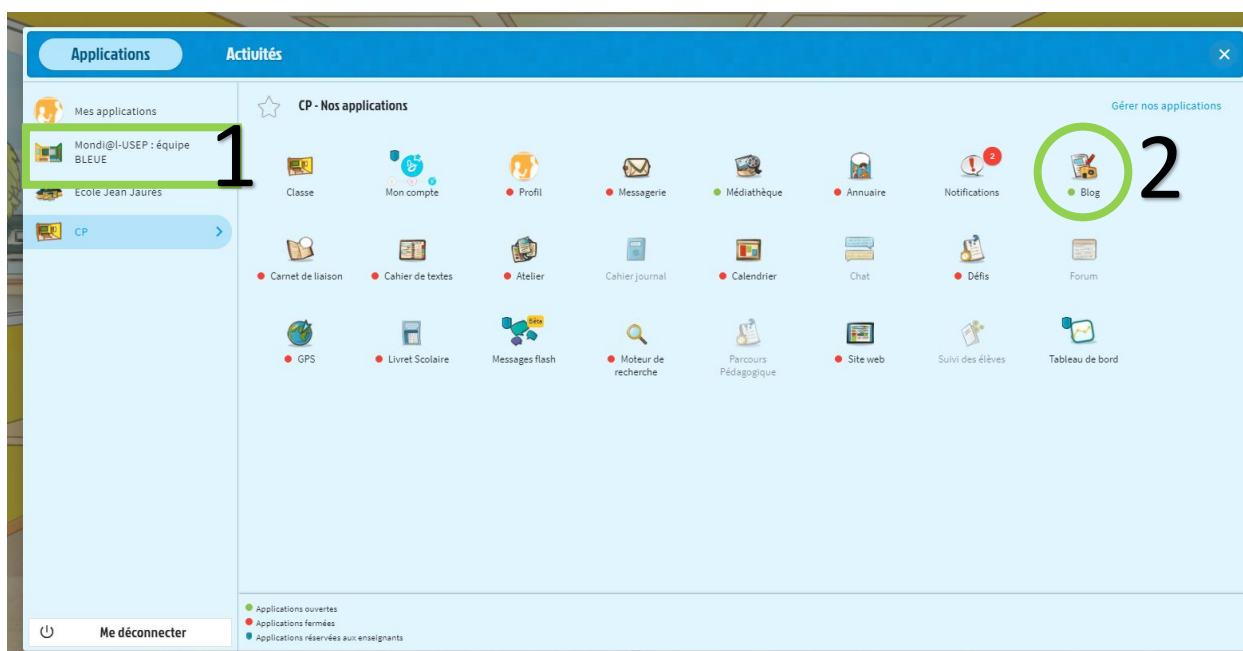 Applications
Activités
Mes applications
Mondi@l-USEP : équipe
BLEUE
Ecole Jean Jaurès
CP
1
CP - Nos applications
Gérer nos applications
Classe
Mon compte
Profil
Messagerie
Médiathèque
Annuaire
2
Notifications
Blog
2
Carnet de liaison
Cahier de textes
Atelier
Cahier journal
Calendrier
Chat
Défis
Forum
GPS
Livret Scolaire
Bêta
Messages flash
Moteur de
recherche
Parcours
Pédagogique
Site web
Suivi des élèves
Tableau de bord
Applications ouvertes
Applications fermées
Applications réservées aux enseignants
Me déconnecter